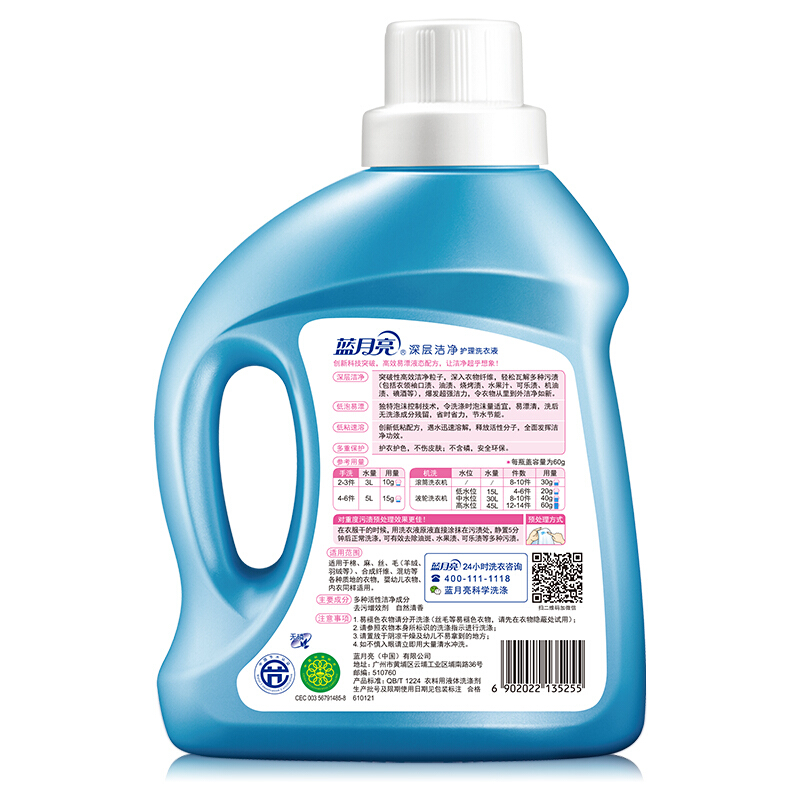 蓝月亮® 深层洁净 护理洗衣液
创新科技突破，高效易漂液态配方，让洁净超乎想象！
深层洁净 突破性高效洁净粒子，深入衣物纤维，轻松瓦解多种污渍
（包括衣领袖口渍、油渍、烧烤渍、水果汁、可乐渍、机油
渍、碘酒等），爆发超强洁力，令衣物从里到外洁净如新。
低泡易漂 独特泡沫控制技术，令洗涤时泡沫量适宜，易漂清，洗后
无洗涤成分残留，省时省力，节水节能。
低粘速溶 创新低粘配方，遇水迅速溶解，释放活性分子，全面发挥洁
净功效。
多重保护 护衣护色，不伤皮肤；不含磷，安全环保。
参考用量 ●每瓶盖容量为60g
手洗 水量 用量 机洗 水位 水量 件数 用量
2-3件 3L 10g 滚筒洗衣机 / / 8-10件 30g
4-6件 5L 15g 波轮洗衣机 低水位 15L 4-6件 20g
中水位 30L 8-10件 40g
高水位 45L 12-14件 60g
对重度污渍预处理效果更佳！ 预处理方式
在衣服干的时候，用洗衣液原液直接涂抹在污渍处，静置5分
钟后正常洗涤，可有效去除油斑、水果渍、可乐渍等多种污渍。
适用范围
适用于棉、麻、丝、毛（羊绒、
羽绒等）、合成纤维、混纺等
各种质地的衣物，婴幼儿衣物、
内衣同样适用。
蓝月亮 24小时洗衣咨询
400-111-1118
蓝月亮科学洗涤
扫二维码加微信
主要成分 多种活性洁净成分
去污增效剂 自然清香
注意事项 1.易褪色衣物请分开洗涤（丝毛等易褪色衣物，请先在衣物隐蔽处试用）；
2.请参照衣物本身所标识的洗涤指示进行洗涤；
3.请置放于阴凉干燥及幼儿不易拿到的地方；
4.如不慎入眼请立即用大量清水冲洗。
无磷
蓝月亮（中国）有限公司
地址：广州市黄埔区云埔工业区埔南路36号
邮编：510760
产品标准：QB/T 1224 衣料用液体洗涤剂
生产批号及限期使用日期见包装标注 合格
CEC 003 56791485-8 610121
6 902022 135255